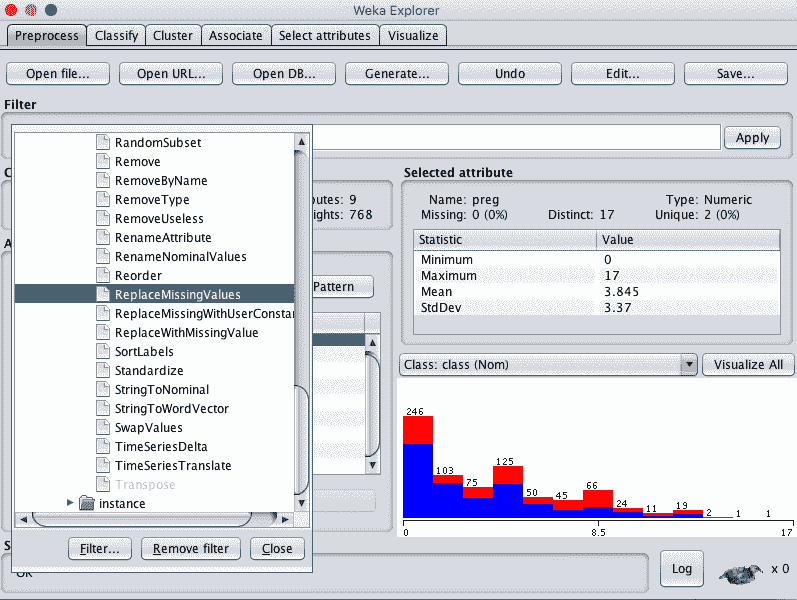 Weka Explorer
Preprocess Classify Cluster Associate Select attributes Visualize
Open file... Open URL... Open DB... Generate... Undo Edit... Save...
Filter
Apply
RandomSubset
Remove
RemoveByName
RemoveType
RemoveUseless
RenameAttribute
RenameNominalValues
Reorder
ReplaceMissingValues
ReplaceMissingWithUserConsta
ReplaceWithMissingValue
SortLabels
Standardize
StringToNominal
StringToWordVector
SwapValues
TimeSeriesDelta
TimeSeriesTranslate
Transpose
instance
Filter... Remove filter Close
C
butes: 9
ights: 768
A
Pattern
Selected attribute
Name: preg Type: Numeric
Missing: 0 (0%) Distinct: 17 Unique: 2 (0%)
Statistic Value
Minimum 0
Maximum 17
Mean 3.845
StdDev 3.37
Class: class (Nom) Visualize All
246
103
75
125
50
45
66
24
11
19
2
1
1
0 8.5 17
S
OK
Log x 0